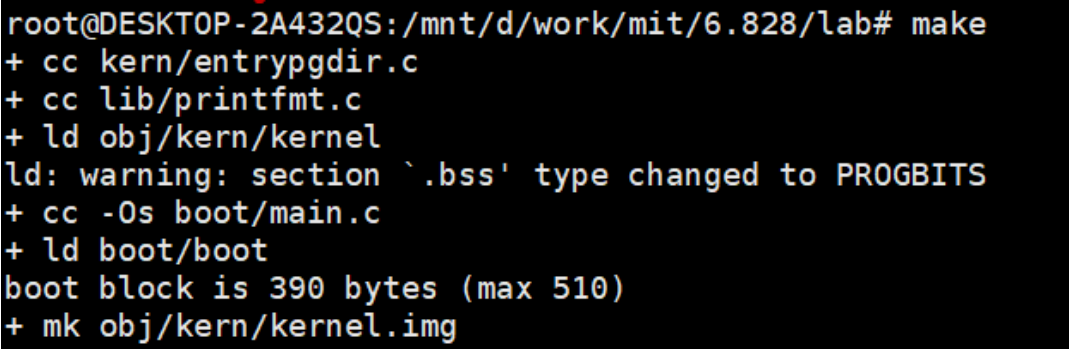 root@DESKTOP-2A432QS:/mnt/d/work/mit/6.828/lab# make
+ cc kern/entrypgdir.c
+ cc lib/printfmt.c
+ ld obj/kern/kernel
ld: warning: section `.bss' type changed to PROGBITS
+ cc -Os boot/main.c
+ ld boot/boot
boot block is 390 bytes (max 510)
+ mk obj/kern/kernel.img